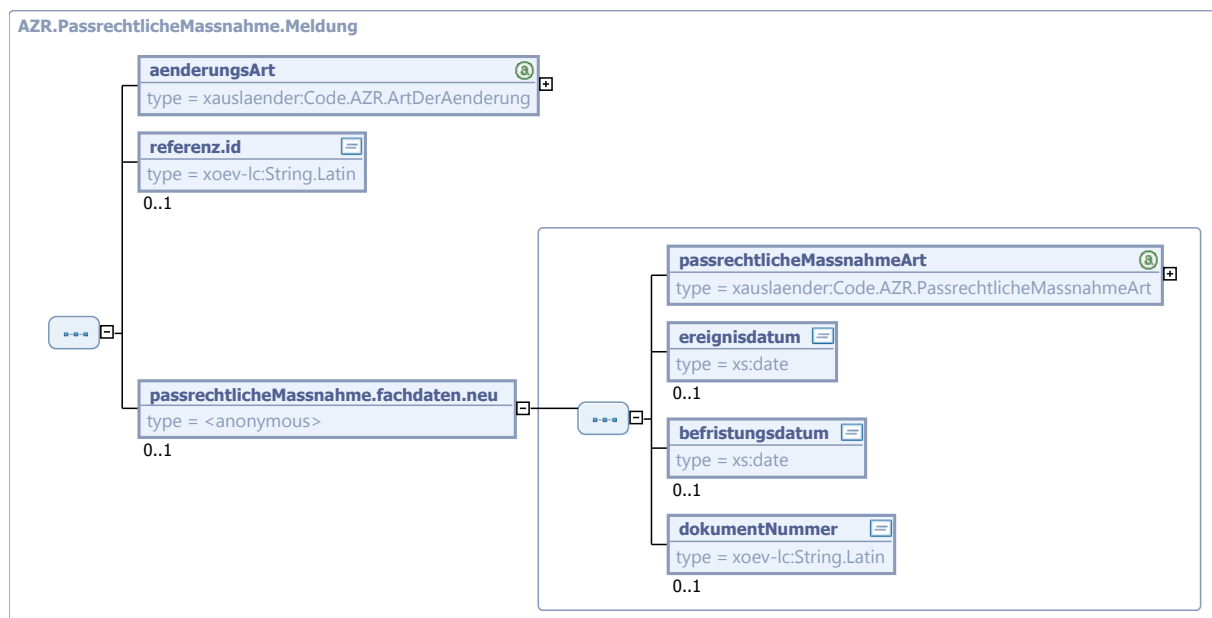 AZR.PassrechtlicheMassnahme.Meldung
aenderungsArt
type = xauslaender:Code.AZR.ArtDerAenderung
referenz.id
type = xoev-lc:String.Latin
0..1
passrechtlicheMassnahme.fachdaten.neu
type = <anonymous>
0..1
passrechtlicheMassnahmeArt
type = xauslaender:Code.AZR.PassrechtlicheMassnahmeArt
ereignisdatum
type = xs:date
0..1
befristungsdatum
type = xs:date
0..1
dokumentNummer
type = xoev-lc:String.Latin
0..1